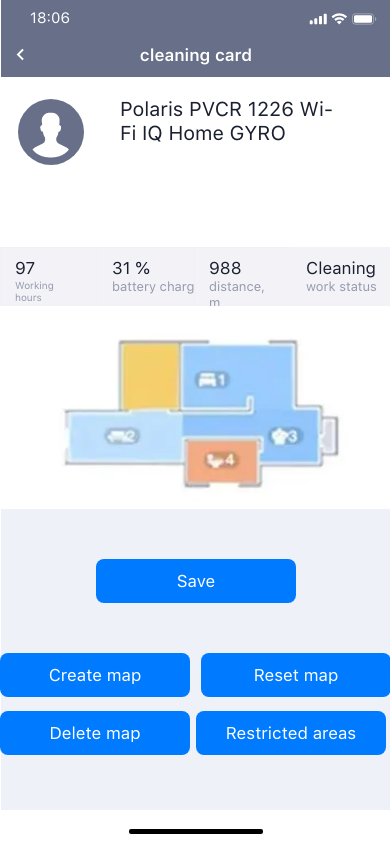 18:06
cleaning card
Polaris PVCR 1226 Wi-
Fi IQ Home GYRO
97
Working
hours
31 %
battery charg
988
distance,
m
Cleaning
work status
1
2
3
4
Save
Create map
Reset map
Delete map
Restricted areas